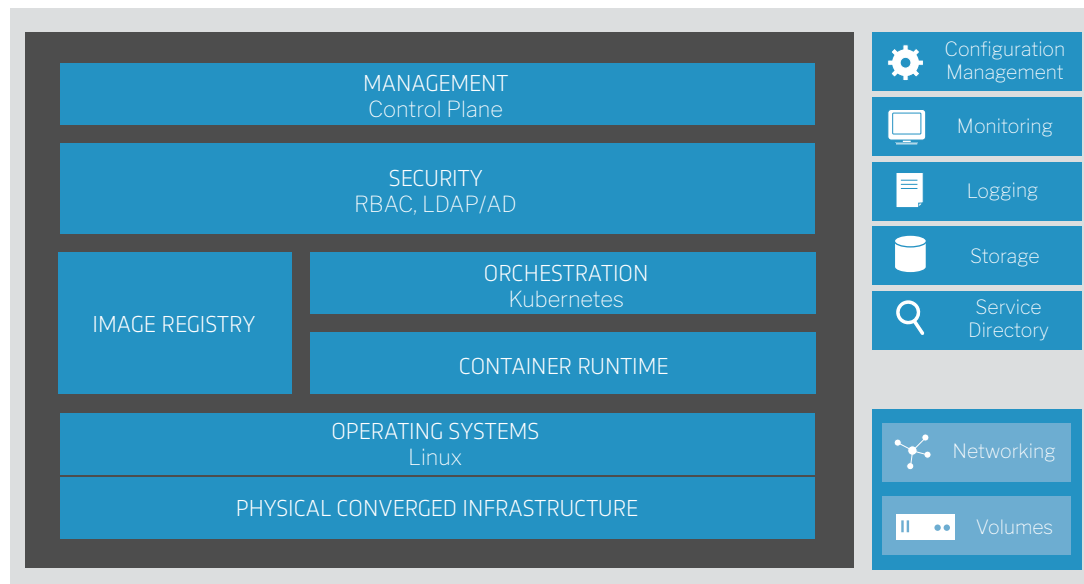 MANAGEMENT
Control Plane
SECURITY
RBAC, LDAP/AD
IMAGE REGISTRY
ORCHESTRATION
Kubernetes
CONTAINER RUNTIME
OPERATING SYSTEMS
Linux
PHYSICAL CONVERGED INFRASTRUCTURE
Configuration
Management
Monitoring
Logging
Storage
Service
Directory
Networking
Volumes